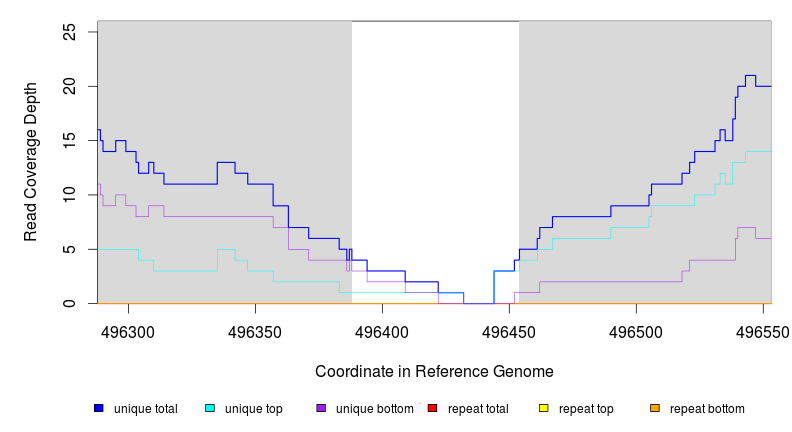 Read Coverage Depth
25
20
15
10
5
0
496300 496350 496400 496450 496500 496550
Coordinate in Reference Genome
unique total unique top unique bottom repeat total repeat top repeat bottom